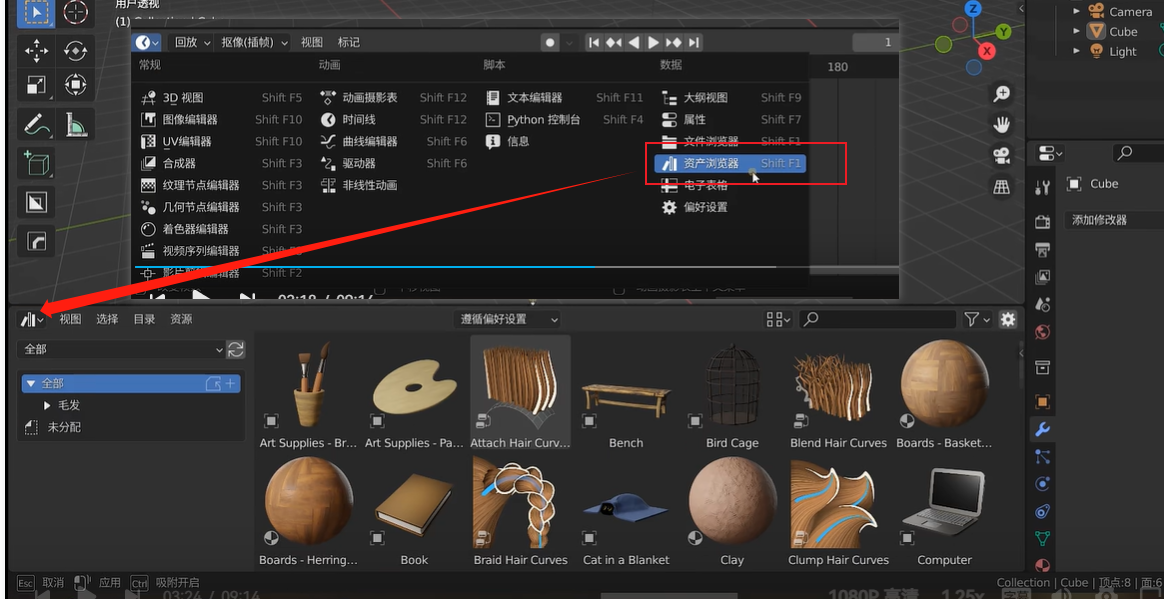 用户透视
(1) Collection | Cube
回放 抠像(插帧) 视图 标记 1
180
常规 动画 脚本 数据
3D 视图 Shift F5 动画摄影表 Shift F12 文本编辑器 Shift F11 大纲视图 Shift F9
图像编辑器 Shift F10 时间线 Shift F12 Python 控制台 Shift F4 属性 Shift F7
UV编辑器 Shift F10 曲线编辑器 Shift F6 信息 文件浏览器 Shift F1
合成器 Shift F3 驱动器 Shift F6 资产浏览器 Shift F1
纹理节点编辑器 Shift F3 非线性动画 电子表格
几何节点编辑器 Shift F3 偏好设置
着色器编辑器 Shift F3
视频序列编辑器
影片剪辑编辑器 Shift F2
03:18 / 09:14
Z
Y
X
Camera
Cube
Light
Cube
添加修改器
视图 选择 目录 资源 遵循偏好设置
全部
全部
毛发
未分配
Art Supplies - Br... Art Supplies - Pa... Attach Hair Curv... Bench Bird Cage Blend Hair Curves Boards - Basket...
Boards - Herring... Book Braid Hair Curves Cat in a Blanket Clay Clump Hair Curves Computer
Esc 取消 应用 Ctrl 吸附开启 Collection | Cube | 顶点:8 | 面:6
03:24 / 09:14 1080P 高清 1.25x 字幕